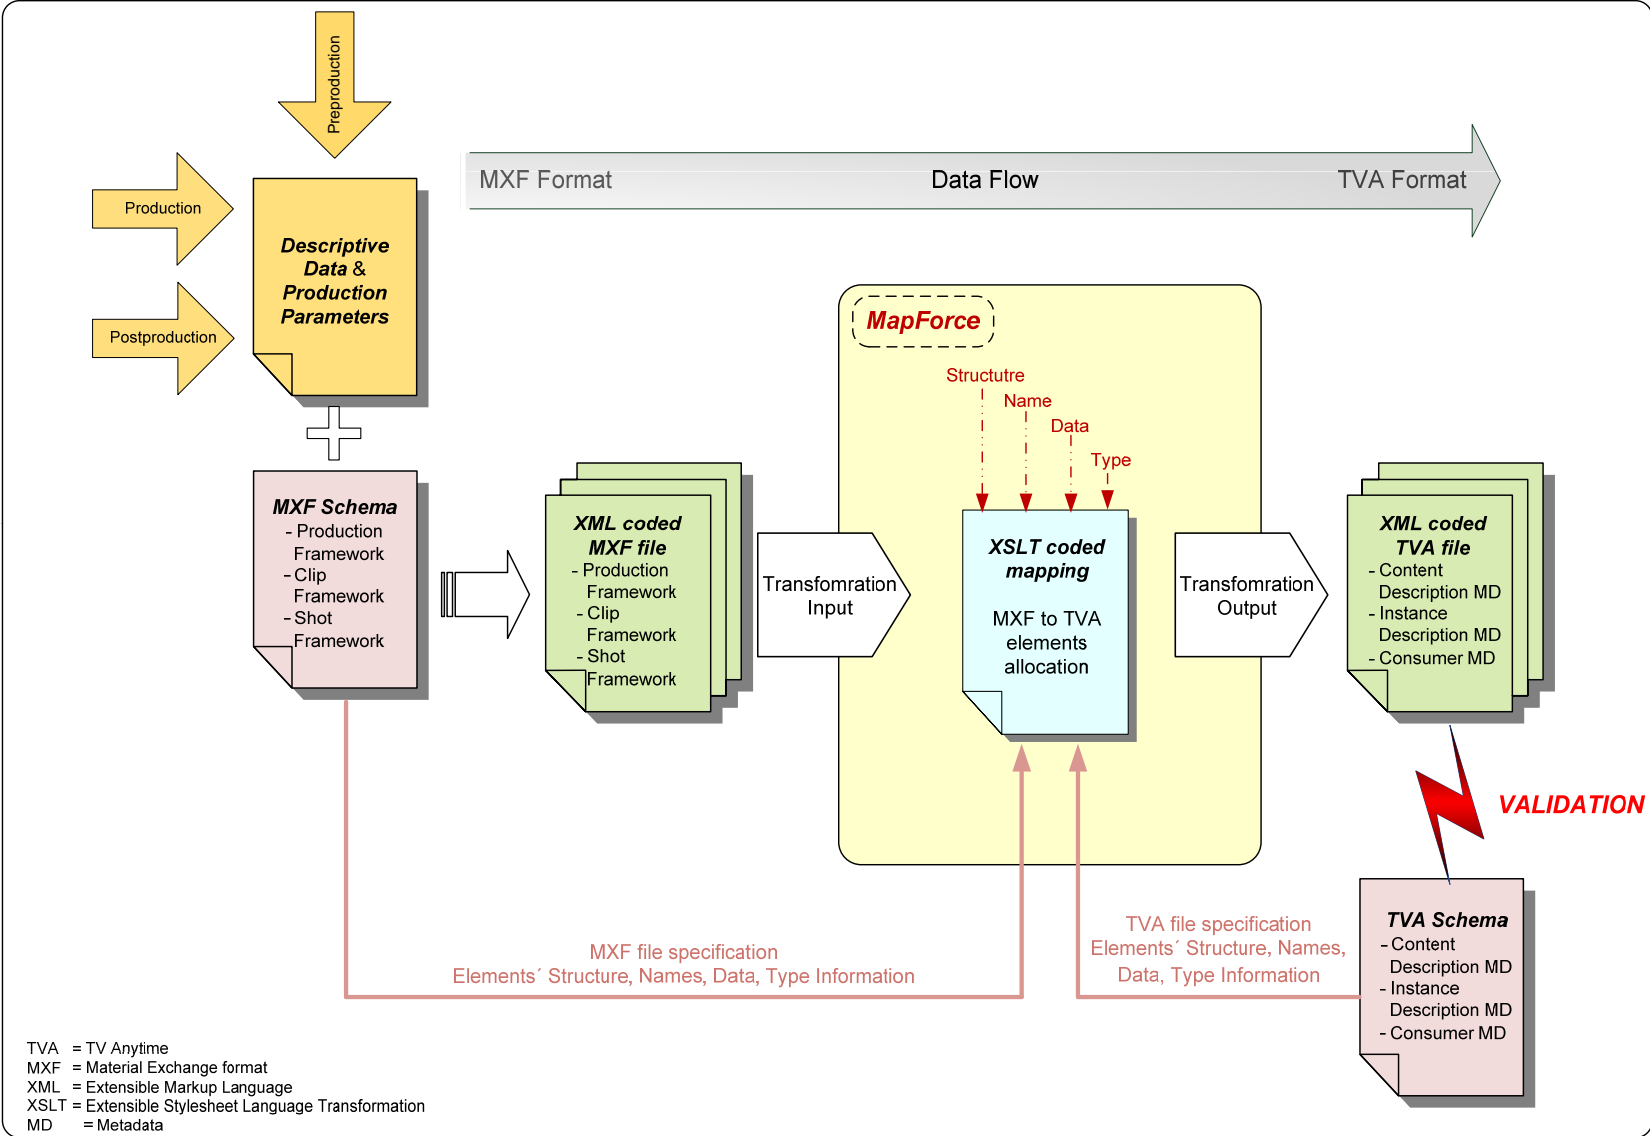 Preproduction
Production
Postproduction
Descriptive
Data &
Production
Parameters
MXF Format
Data Flow
TVA Format
MapForce
Structutre
Name
Data
Type
MXF Schema
- Production
Framework
- Clip
Framework
- Shot
Framework
XML coded
MXF file
- Production
Framework
- Clip
Framework
- Shot
Framework
Transfomration
Input
XSLT coded
mapping
MXF to TVA
elements
allocation
Transfomration
Output
XML coded
TVA file
- Content
Description MD
- Instance
Description MD
- Consumer MD
VALIDATION
MXF file specification
Elements´ Structure, Names, Data, Type Information
TVA file specification
Elements´ Structure, Names,
Data, Type Information
TVA Schema
- Content
Description MD
- Instance
Description MD
- Consumer MD
TVA = TV Anytime
MXF = Material Exchange format
XML = Extensible Markup Language
XSLT = Extensible Stylesheet Language Transformation
MD = Metadata